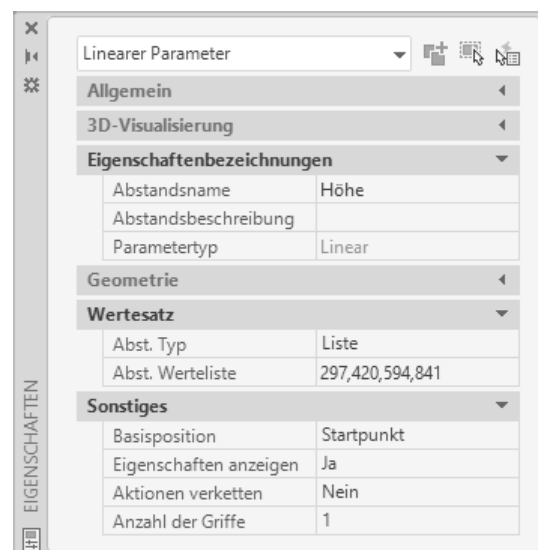 Linearer Parameter
Allgemein
3D-Visualisierung
Eigenschaftenbezeichnungen
Abstandsname Höhe
Abstandsbeschreibung
Parametertyp Linear
Geometrie
Wertesatz
Abst. Typ Liste
Abst. Werteliste 297,420,594,841
Sonstiges
Basisposition Startpunkt
Eigenschaften anzeigen Ja
Aktionen verketten Nein
Anzahl der Griffe 1
EIGENSCHAFTEN